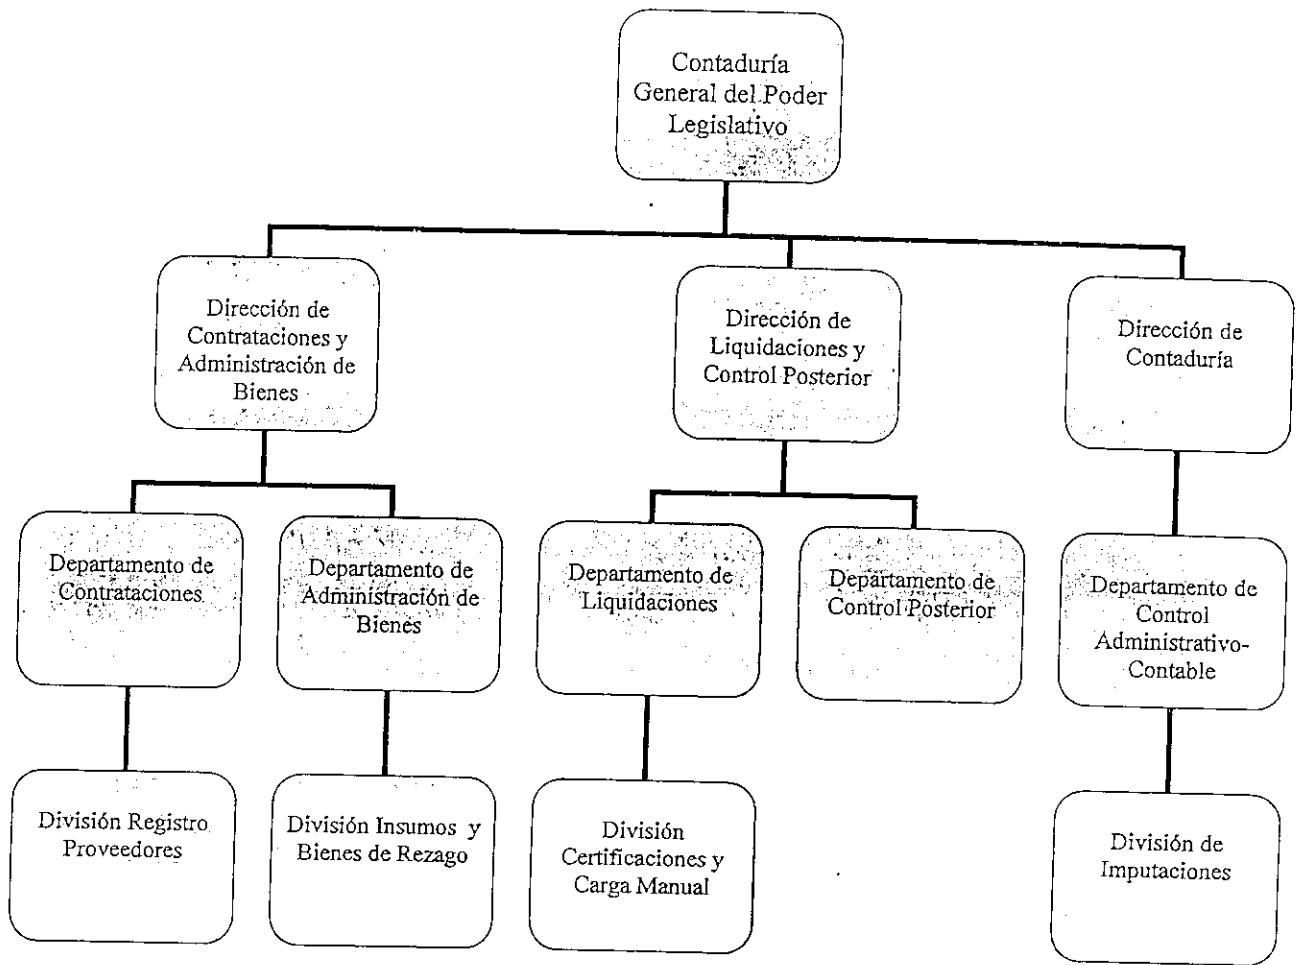 Contaduría
General del Poder
Legislativo
Dirección de
Contrataciones y
Administración de
Bienes
Dirección de
Liquidaciones y
Control Posterior
Dirección de
Contaduría
Departamento de
Contrataciones
Departamento de
Administración de
Bienes
Departamento de
Liquidaciones
Departamento de
Control Posterior
Departamento de
Control
Administrativo-
Contable
División Registro
Proveedores
División Insumos y
Bienes de Rezago
División
Certificaciones y
Carga Manual
División de
Imputaciones